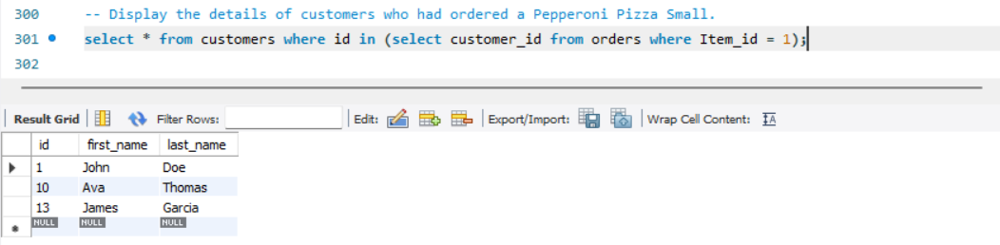 300 -- Display the details of customers who had ordered a Pepperoni Pizza Small.
301 select * from customers where id in (select customer_id from orders where Item_id = 1);
302
Result Grid Filter Rows: Edit: Export/Import: Wrap Cell Content: IA
id first_name last_name
1 John Doe
10 Ava Thomas
13 James Garcia
NULL NULL NULL